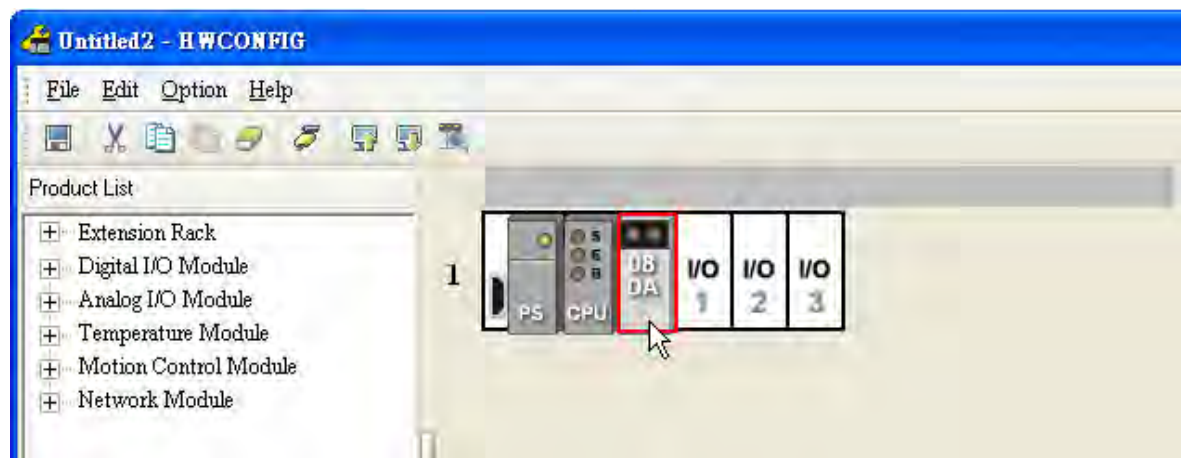 Untitled2 - HWCONFIG
File Edit Option Help
Product List
Extension Rack
Digital I/O Module
Analog I/O Module
Temperature Module
Motion Control Module
Network Module
1
PS
CPU
08
DA
I/O
1
I/O
2
I/O
3